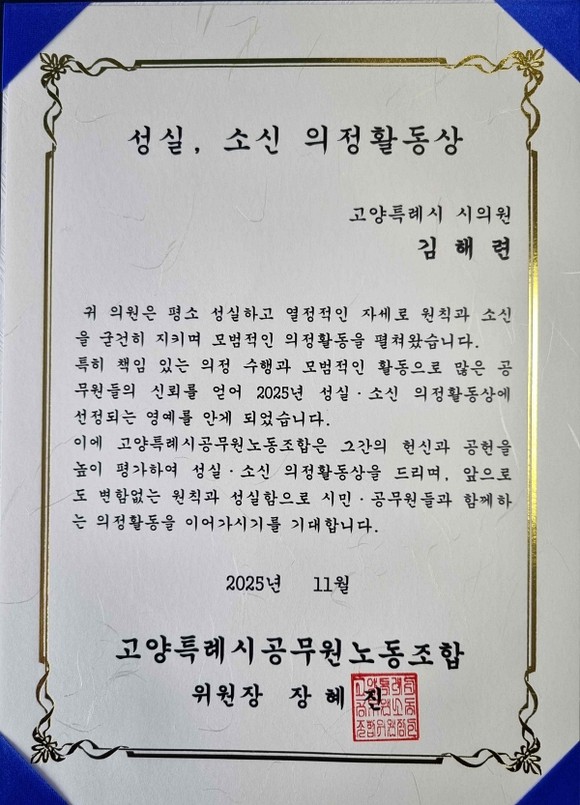 성실, 소신 의정활동상
고양특례시 시의원
김 해 련
귀 의원은 평소 성실하고 열정적인 자세로 원칙과 소신
을 굳건히 지키며 모범적인 의정활동을 펼쳐왔습니다.
특히 책임 있는 의정 수행과 모범적인 활동으로 많은 공
무원들의 신뢰를 얻어 2025년 성실·소신 의정활동상에
선정되는 영예를 안게 되었습니다.
이에 고양특례시공무원노동조합은 그간의 헌신과 공헌을
높이 평가하여 성실·소신 의정활동상을 드리며, 앞으로
도 변함없는 원칙과 성실함으로 시민·공무원들과 함께하
는 의정활동을 이어가시기를 기대합니다.
2025년 11월
고양특례시공무원노동조합
위원장 장 혜 진